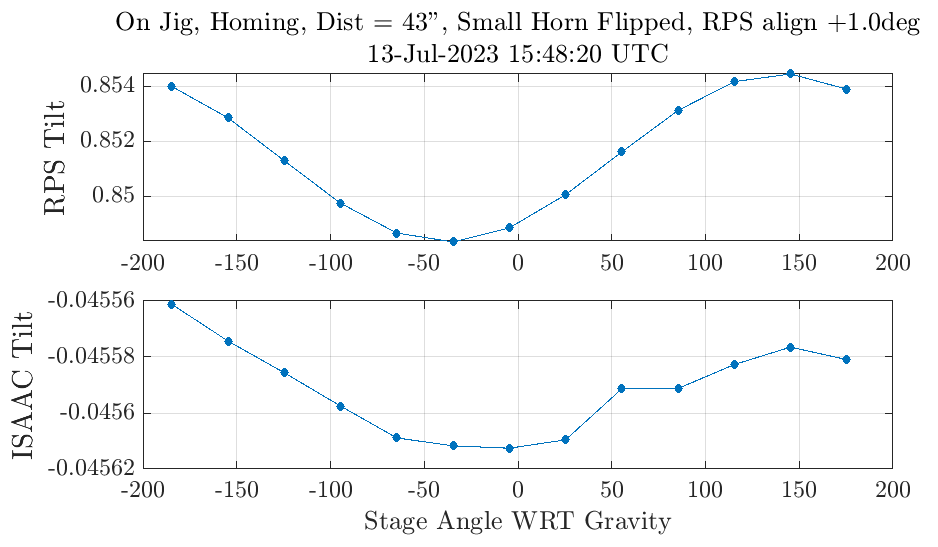 On Jig, Homing, Dist = 43”, Small Horn Flipped, RPS align +1.0deg
13-Jul-2023 15:48:20 UTC
RPS Tilt
0.854
0.852
0.85
-200 -150 -100 -50 0 50 100 150 200
ISAAC Tilt
-0.04556
-0.04558
-0.0456
-0.04562
-200 -150 -100 -50 0 50 100 150 200
Stage Angle WRT Gravity